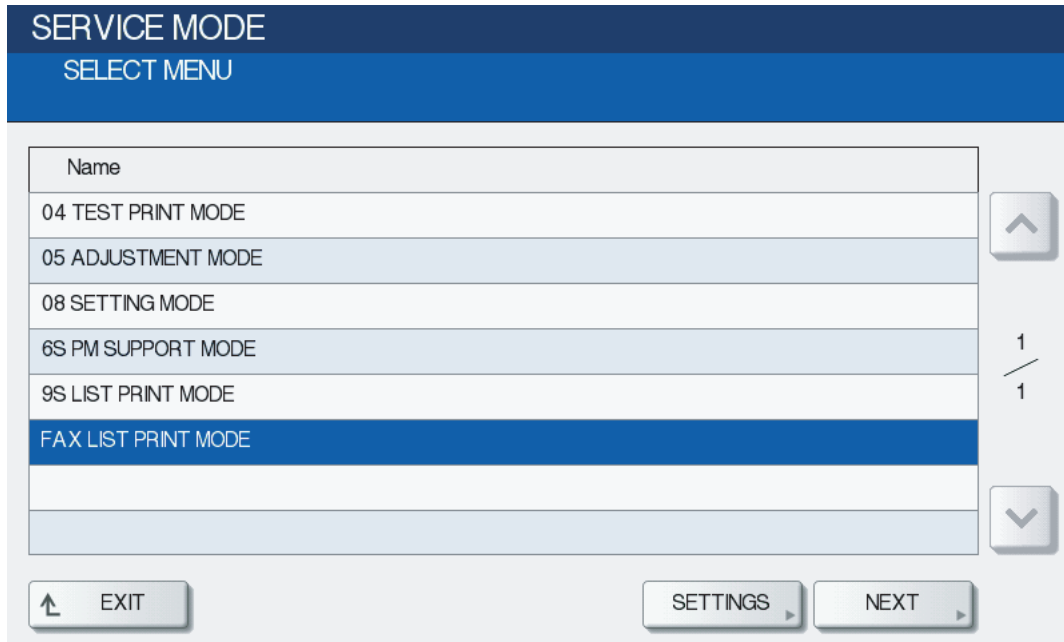 SERVICE MODE
SELECT MENU
Name
04 TEST PRINT MODE
05 ADJUSTMENT MODE
08 SETTING MODE
6S PM SUPPORT MODE
9S LIST PRINT MODE
FAX LIST PRINT MODE
1
1
EXIT
SETTINGS
NEXT